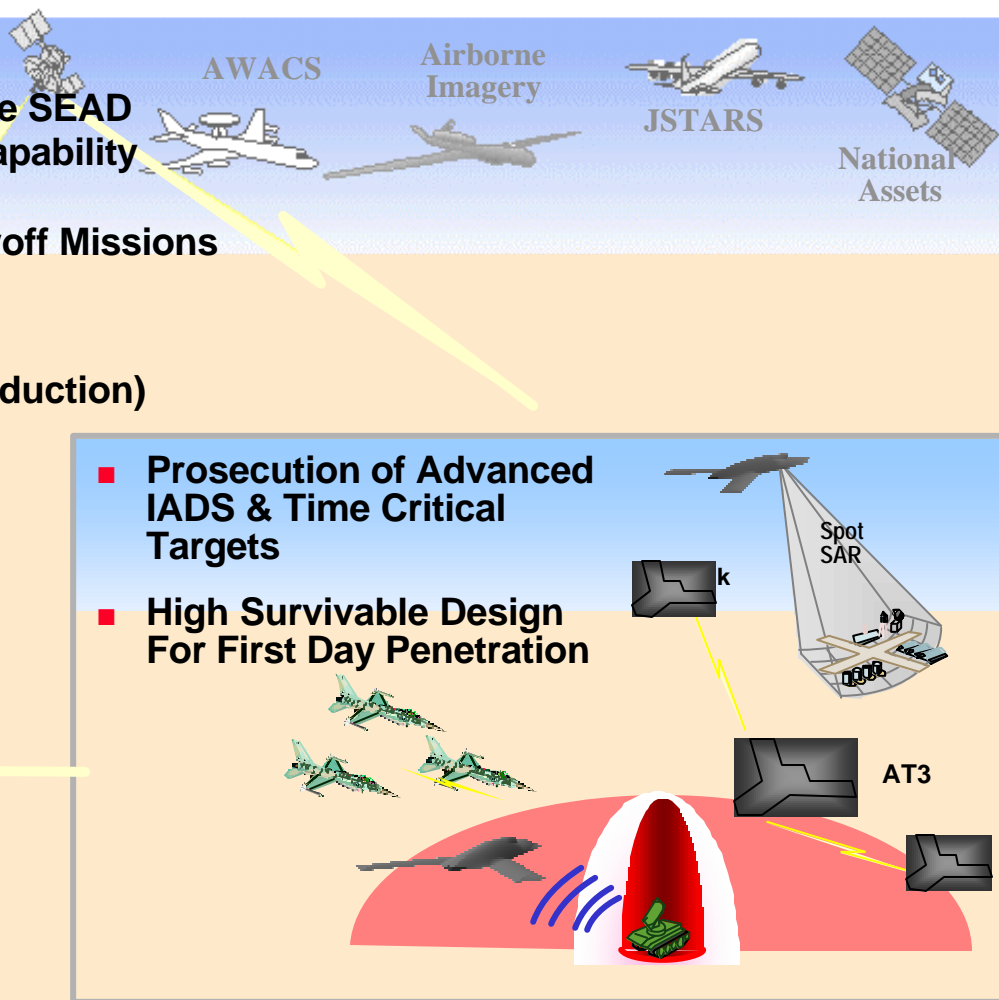 AWACS
Airborne
Imagery
JSTARS
National
Assets
e SEAD
apability
off Missions
duction)
■ Prosecution of Advanced
IADS & Time Critical
Targets
■ High Survivable Design
For First Day Penetration
Spot
SAR
k
AT3